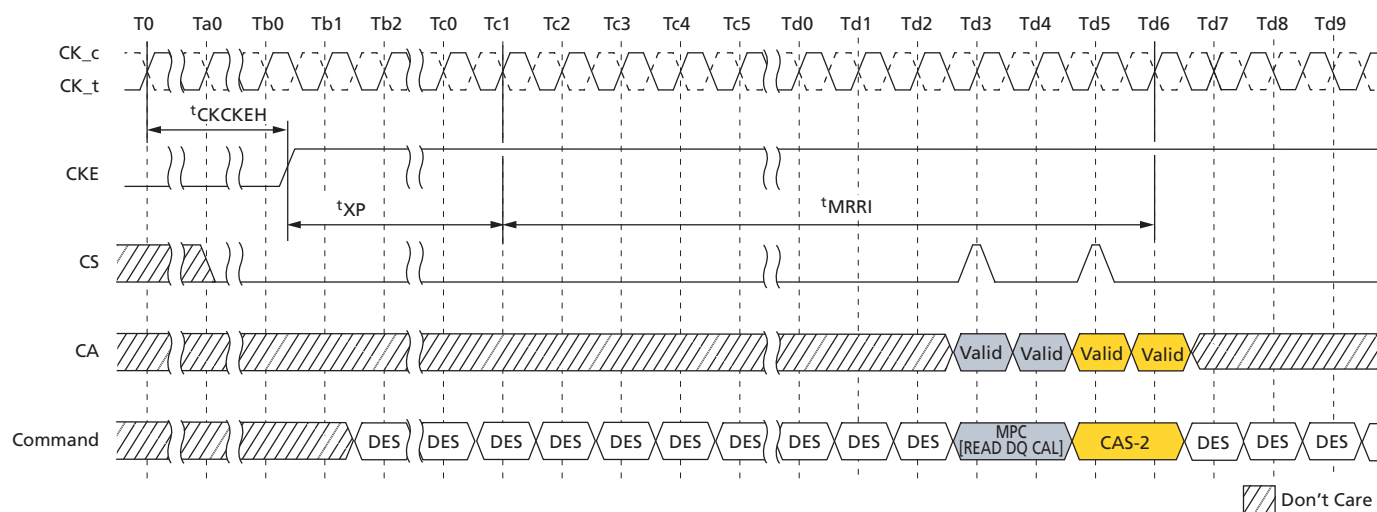 T0 Ta0 Tb0 Tb1 Tb2 Tc0 Tc1 Tc2 Tc3 Tc4 Tc5 Td0 Td1 Td2 Td3 Td4 Td5 Td6 Td7 Td8 Td9
CK_c
CK_t
tCKCKEH
CKE
tXP tMRRI
CS
CA Valid Valid Valid Valid
Command DES DES DES DES DES DES DES DES DES DES MPC [READ DQ CAL] CAS-2 DES DES DES
Don't Care